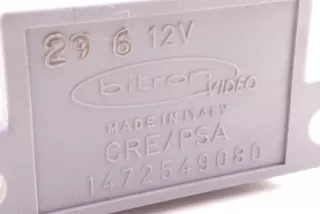 29 6 12V
bitron VIDEO
MADE IN ITALY
CRE/PSA
1472549080